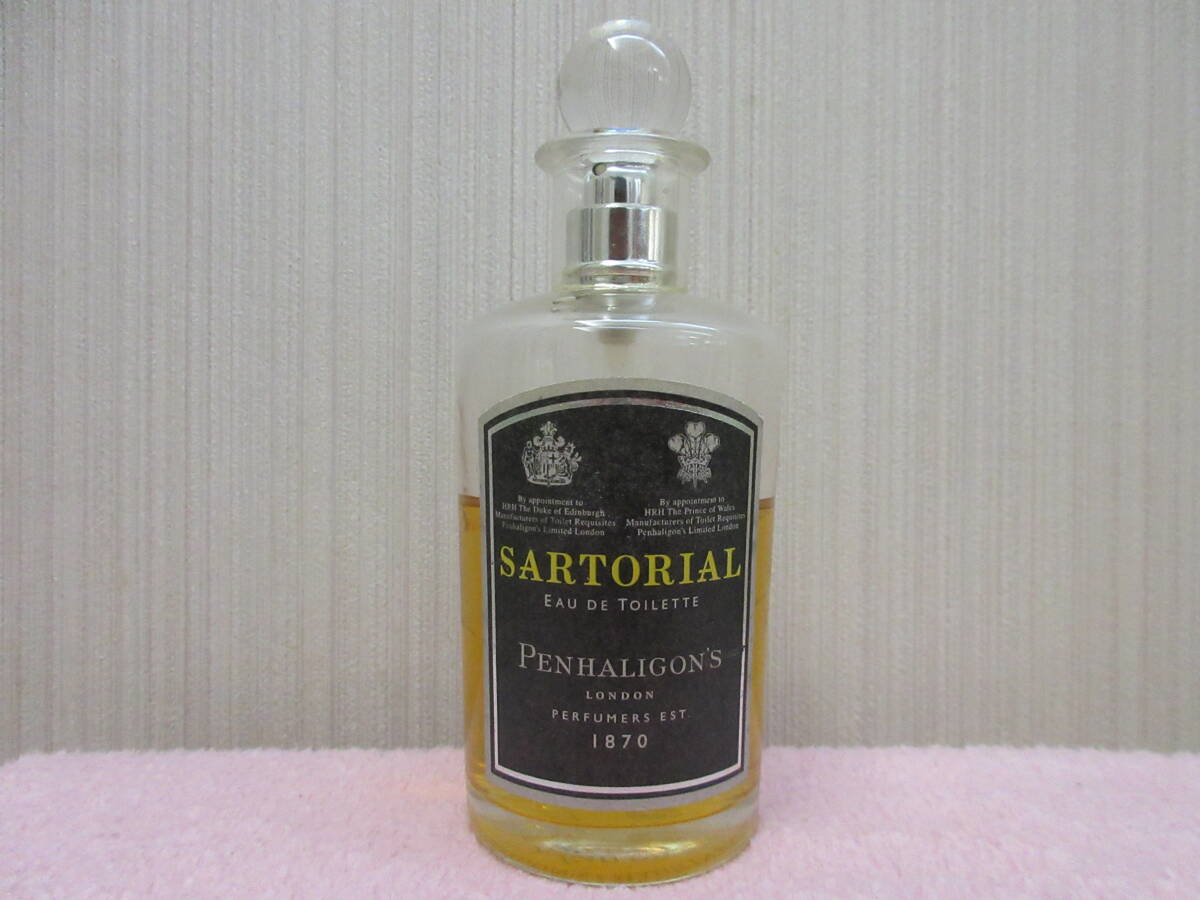 By appointment to
HRH The Duke of Edinburgh
Manufacturers of Toilet Requisites
Penhaligon's Limited London
By appointment to
HRH The Prince of Wales
Manufacturers of Toilet Requisites
Penhaligon's Limited London
SARTORIAL
EAU DE TOILETTE
PENHALIGON'S
LONDON
PERFUMERS EST.
1870